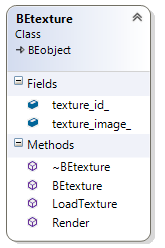 BEtexture
Class
BEobject
Fields
texture_id_
texture_image_
Methods
~BEtexture
BEtexture
LoadTexture
Render